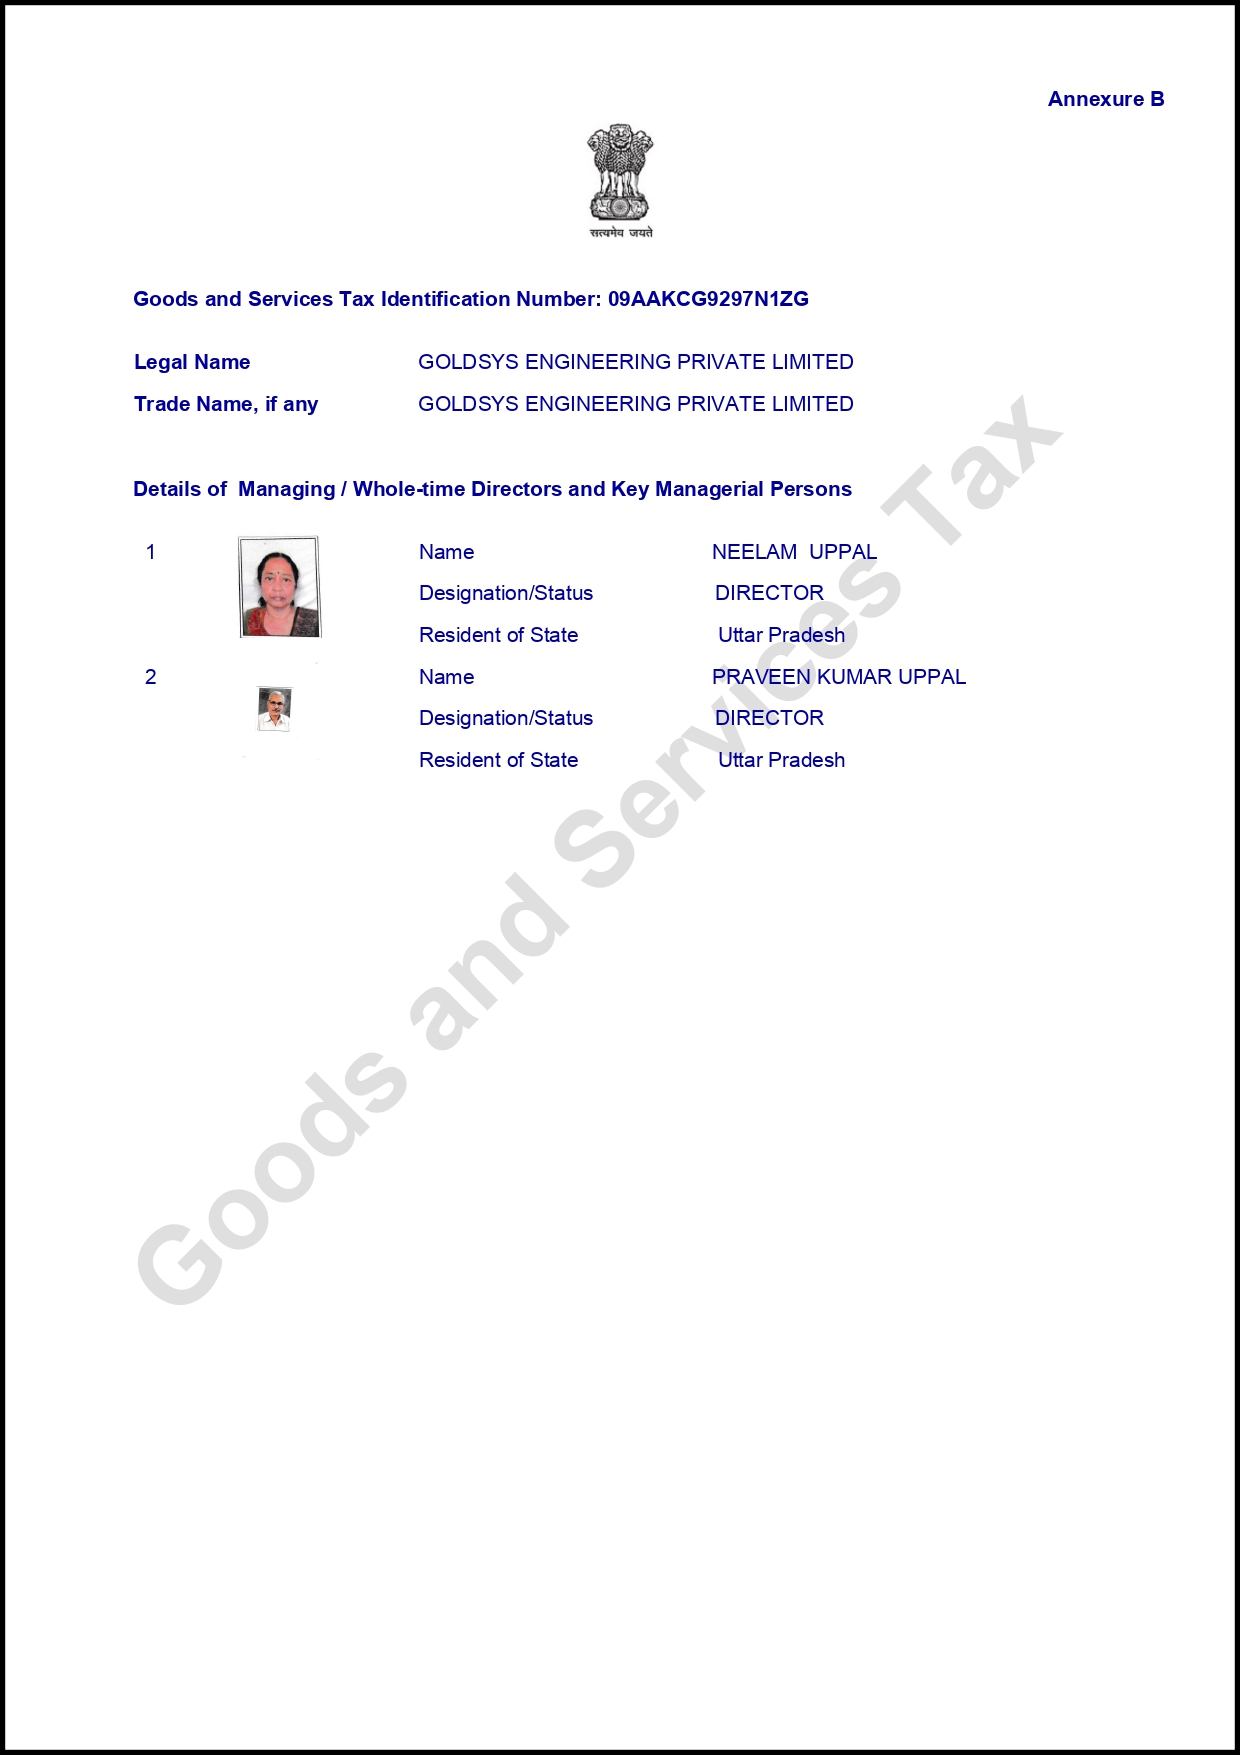 Annexure B
सत्यमेव जयते
Goods and Services Tax Identification Number: 09AAKCG9297N1ZG
Legal Name GOLDSYS ENGINEERING PRIVATE LIMITED
Trade Name, if any GOLDSYS ENGINEERING PRIVATE LIMITED
Details of Managing / Whole-time Directors and Key Managerial Persons
1 Name NEELAM UPPAL
Designation/Status DIRECTOR
Resident of State Uttar Pradesh
2 Name PRAVEEN KUMAR UPPAL
Designation/Status DIRECTOR
Resident of State Uttar Pradesh
Goods and Services Tax